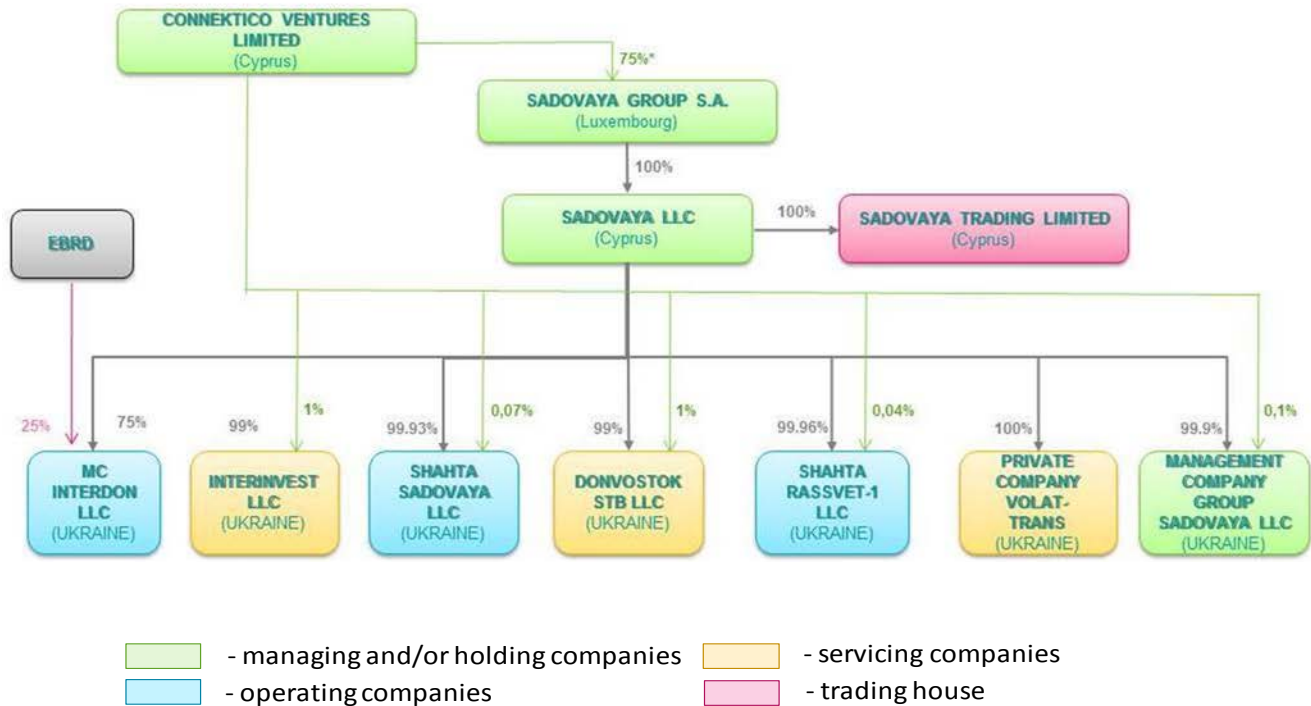 CONNEKTICO VENTURES
LIMITED
(Cyprus)
75%*
SADOVAYA GROUP S.A.
(Luxembourg)
100%
SADOVAYA LLC
(Cyprus)
100%
SADOVAYA TRADING LIMITED
(Cyprus)
EBRD
25%
75%
99%
1%
99.93%
0,07%
99%
1%
99.96%
0,04%
100%
99.9%
0,1%
MC
INTERDON
LLC
(UKRAINE)
INTERINVEST
LLC
(UKRAINE)
SHAHTA
SADOVAYA
LLC
(UKRAINE)
DONVOSTOK
STB LLC
(UKRAINE)
SHAHTA
RASSVET-1
LLC
(UKRAINE)
PRIVATE
COMPANY
VOLAT-
TRANS
(UKRAINE)
MANAGEMENT
COMPANY
GROUP
SADOVAYA LLC
(UKRAINE)
- managing and/or holding companies
- servicing companies
- operating companies
- trading house